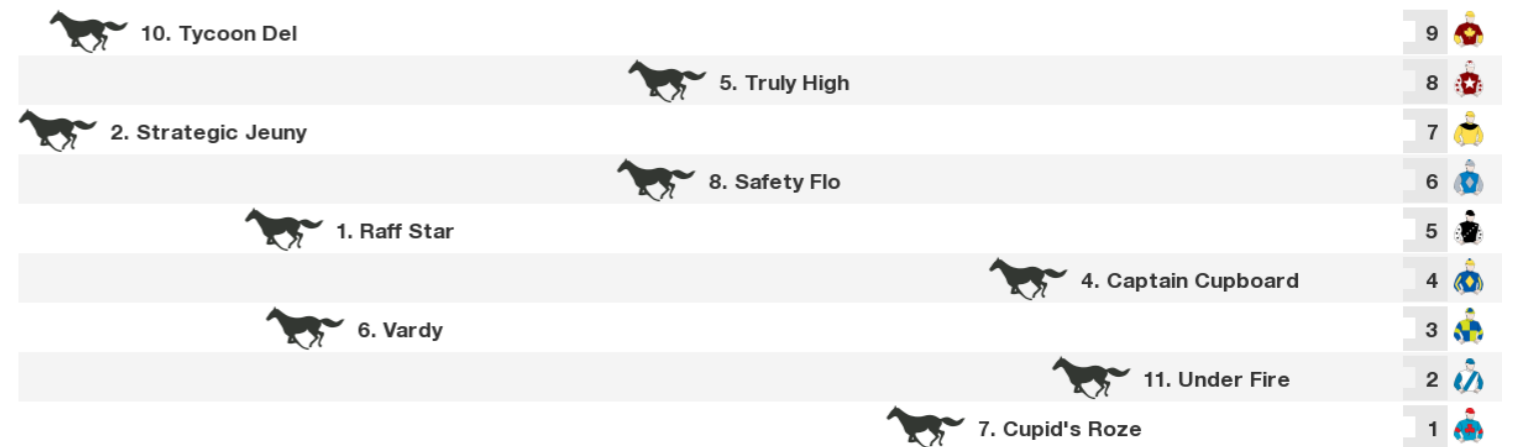 10. Tycoon Del 9
5. Truly High 8
2. Strategic Jeuny 7
8. Safety Flo 6
1. Raff Star 5
4. Captain Cupboard 4
6. Vardy 3
11. Under Fire 2
7. Cupid's Roze 1